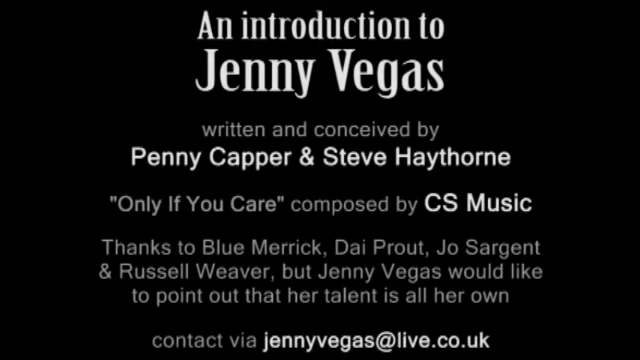 An introduction to
Jenny Vegas
written and conceived by
Penny Capper & Steve Haythorne
"Only If You Care" composed by CS Music
Thanks to Blue Merrick, Dai Prout, Jo Sargent
& Russell Weaver, but Jenny Vegas would like
to point out that her talent is all her own
contact via jennyvegas@live.co.uk